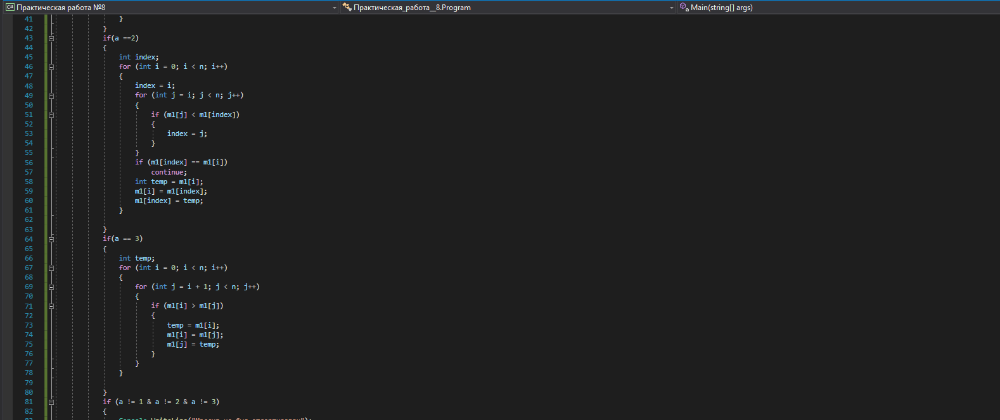 C# Практическая работа №8 Практическая_работа__8.Program Main(string[] args)
41 }
42 }
43 if(a ==2)
44 {
45 int index;
46 for (int i = 0; i < n; i++)
47 {
48 index = i;
49 for (int j = i; j < n; j++)
50 {
51 if (m1[j] < m1[index])
52 {
53 index = j;
54 }
55 }
56 if (m1[index] == m1[i])
57 continue;
58 int temp = m1[i];
59 m1[i] = m1[index];
60 m1[index] = temp;
61 }
62
63 }
64 if(a == 3)
65 {
66 int temp;
67 for (int i = 0; i < n; i++)
68 {
69 for (int j = i + 1; j < n; j++)
70 {
71 if (m1[i] > m1[j])
72 {
73 temp = m1[i];
74 m1[i] = m1[j];
75 m1[j] = temp;
76 }
77 }
78 }
79
80 }
81 if (a != 1 & a != 2 & a != 3)
82 {